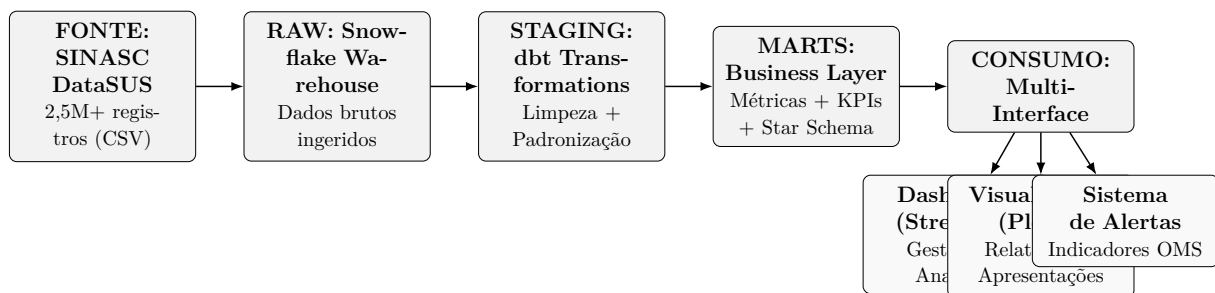 FONTE:
SINASC
DataSUS
2,5M+ regis-
tros (CSV)
RAW: Snow-
flake Wa-
rehouse
Dados brutos
ingeridos
STAGING:
dbt Trans-
formations
Limpeza +
Padronização
MARTS:
Business Layer
Métricas + KPIs
+ Star Schema
CONSUMO:
Multi-
Interface
Dash
(Stre
Gest
Ana
Visual
(Pl
Relat
Apresentações
Sistema
de Alertas
Indicadores OMS